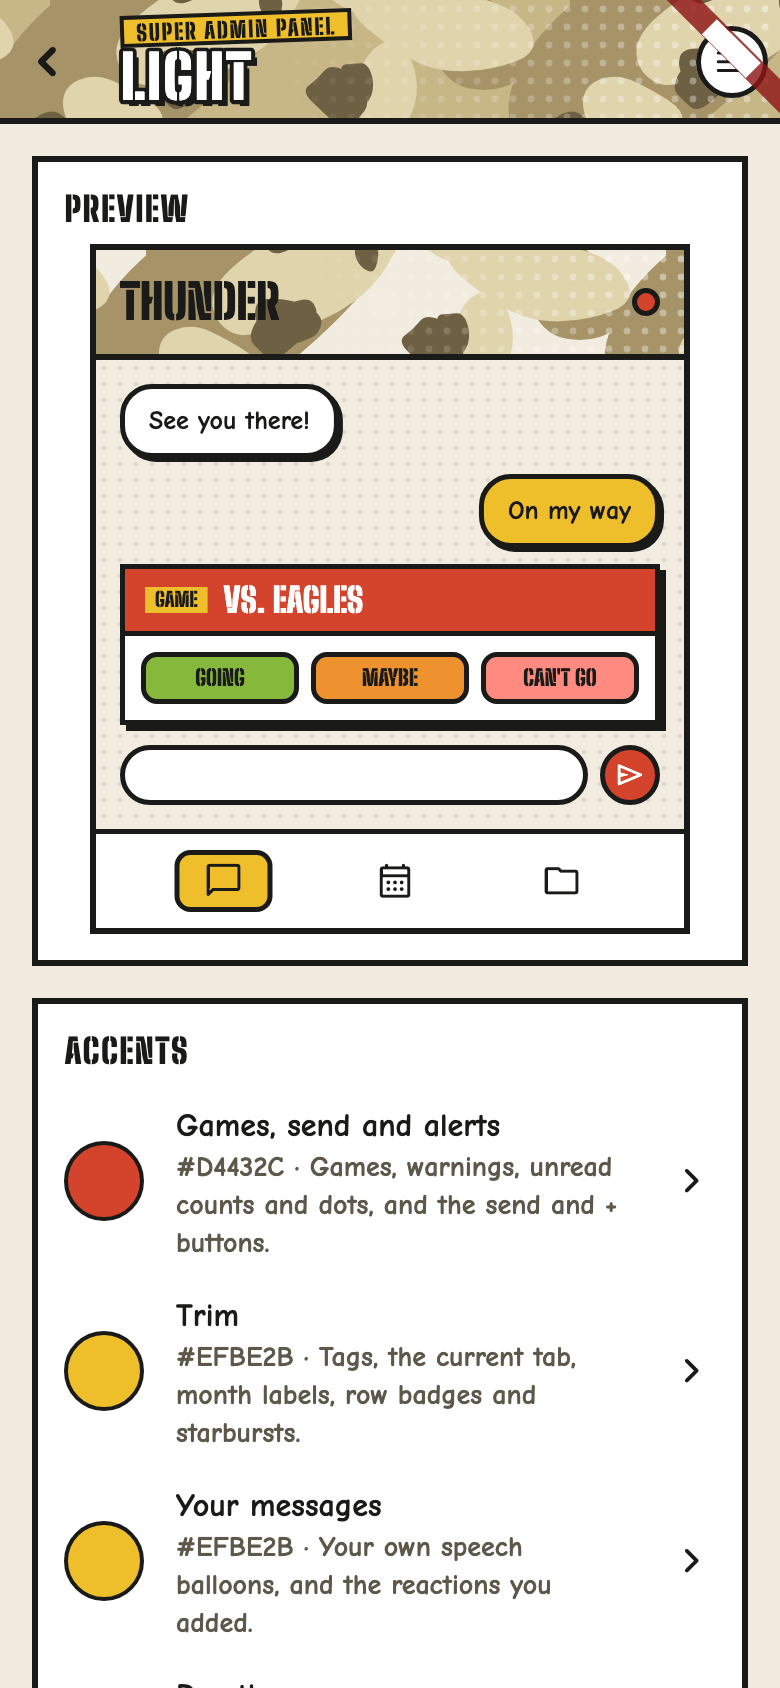 SUPER ADMIN PANEL
LIGHT
PREVIEW
THUNDER
See you there!
On my way
GAME VS. EAGLES
GOING MAYBE CAN'T GO
ACCENTS
Games, send and alerts
#D4432C · Games, warnings, unread
counts and dots, and the send and +
buttons.
Trim
#EFBE2B · Tags, the current tab,
month labels, row badges and
starbursts.
Your messages
#EFBE2B · Your own speech
balloons, and the reactions you
added.